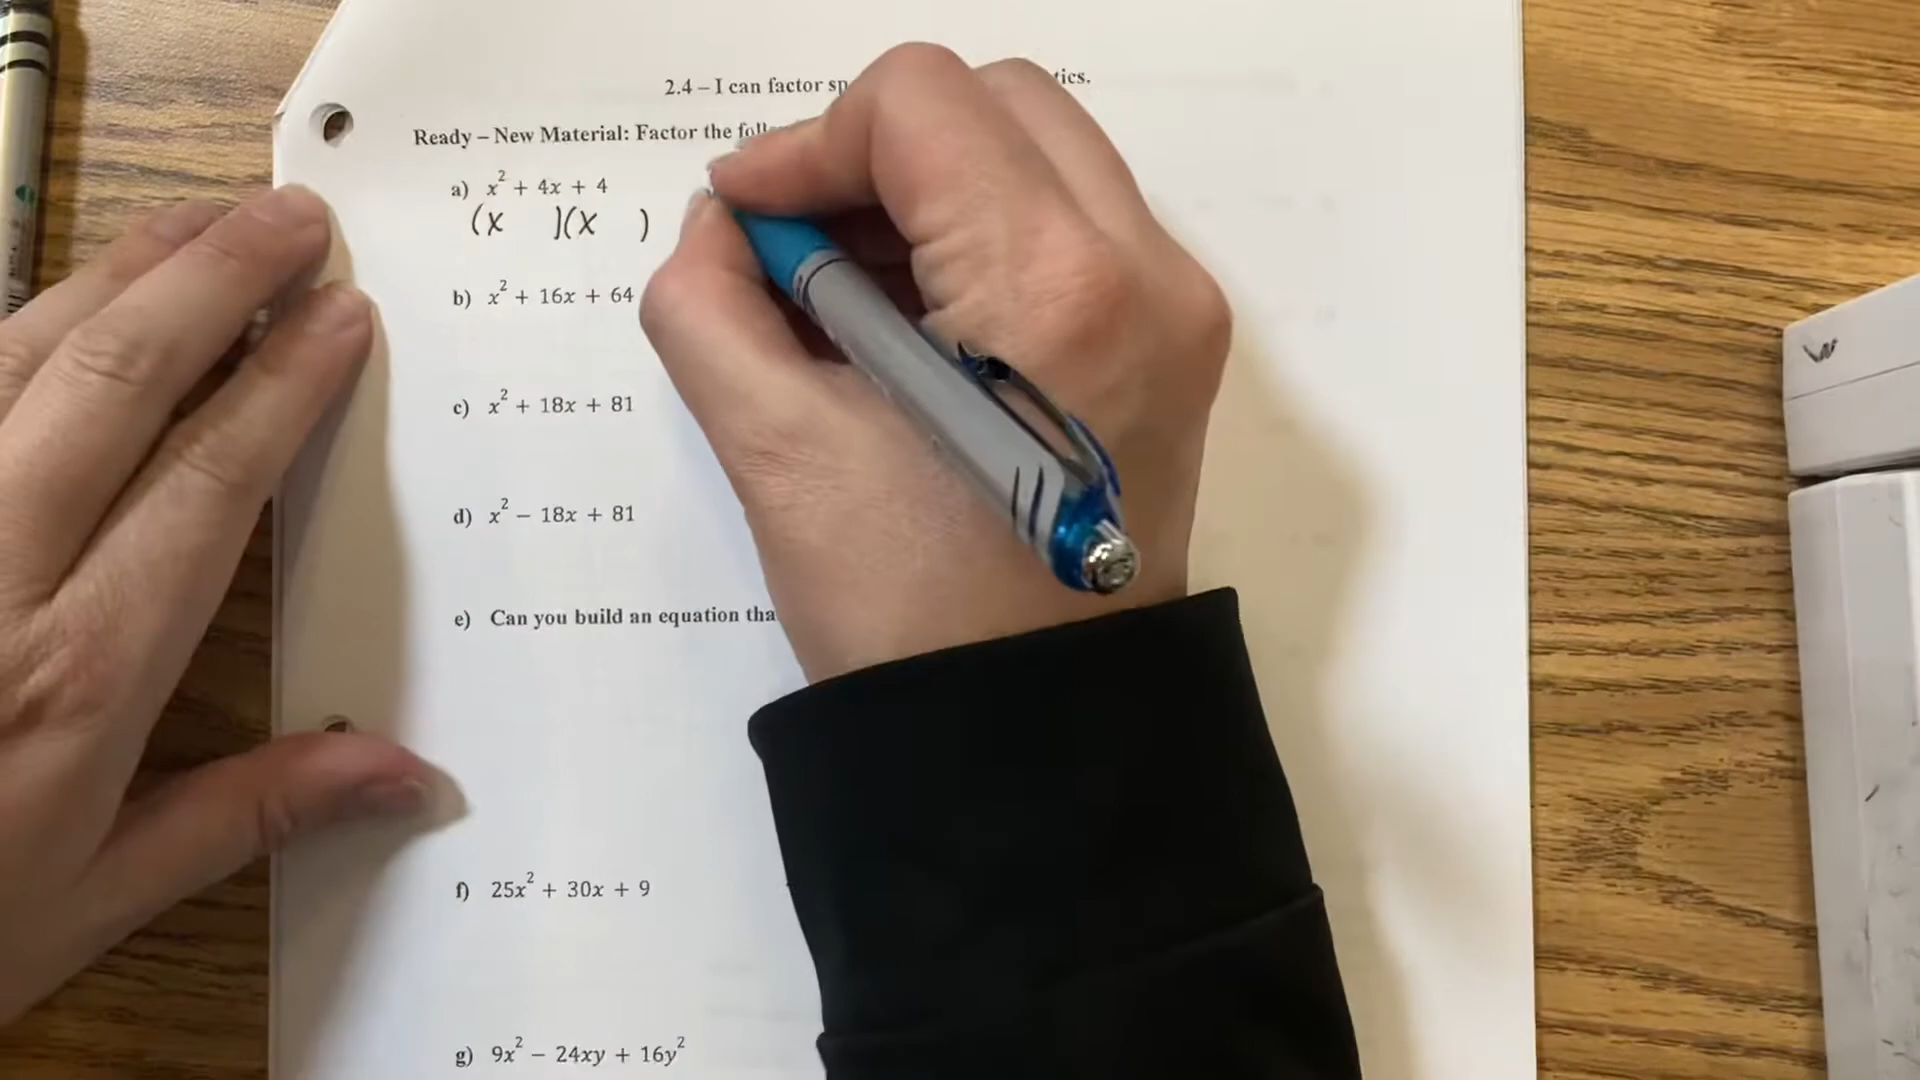 2.4 – I can factor sp tics.
Ready – New Material: Factor the foll
a) x² + 4x + 4
(x )(x )
b) x² + 16x + 64
c) x² + 18x + 81
d) x² – 18x + 81
e) Can you build an equation tha
f) 25x² + 30x + 9
g) 9x² – 24xy + 16y²